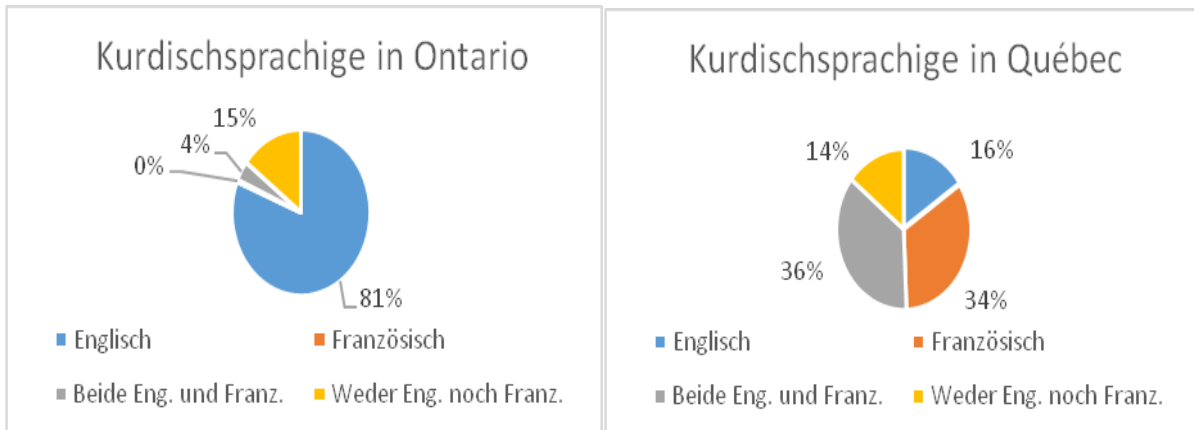 Kurdischsprachige in Ontario
15%
4%
0%
81%
Englisch
Französisch
Beide Eng. und Franz.
Weder Eng. noch Franz.
Kurdischsprachige in Québec
14%
16%
36%
34%
Englisch
Französisch
Beide Eng. und Franz.
Weder Eng. noch Franz.